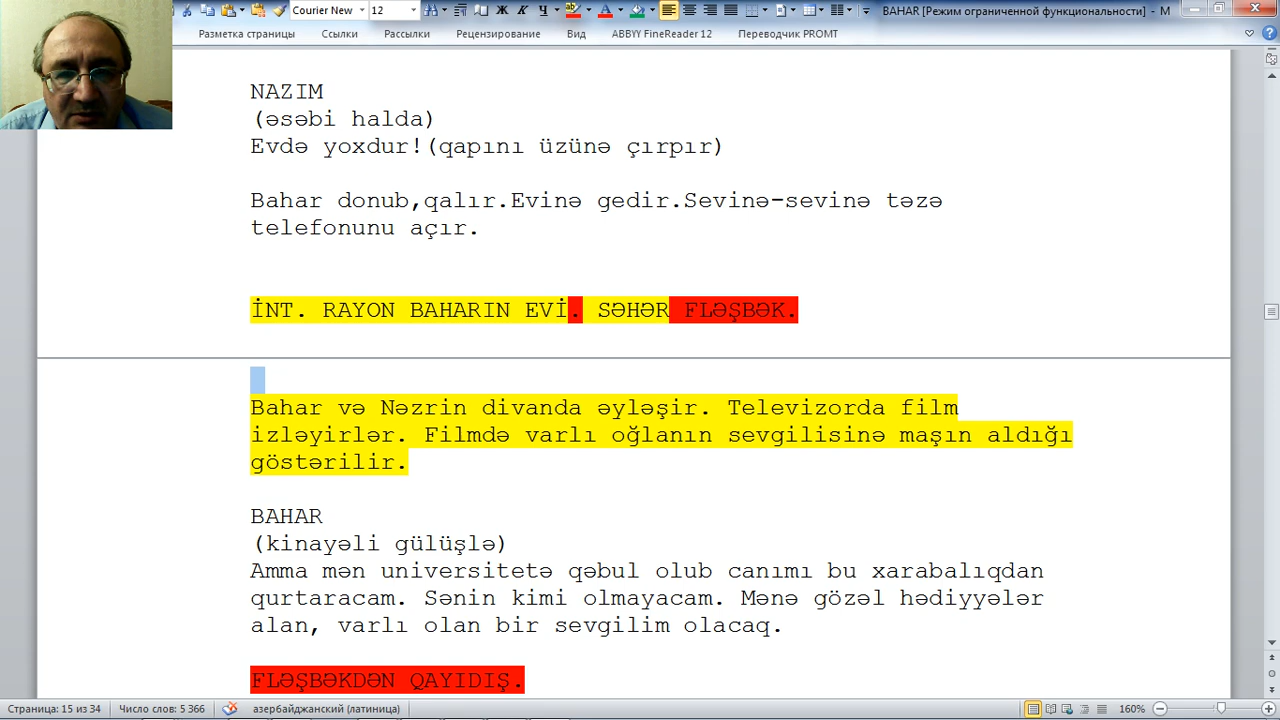 Courier New 12 BAHAR [Режим ограниченной функциональности] - M
Разметка страницы Ссылки Рассылки Рецензирование Вид ABBYY FineReader 12 Переводчик PROMT
NAZIM
(əsəbi halda)
Evdə yoxdur!(qapını üzünə çırpır)
Bahar donub,qalır.Evinə gedir.Sevinə-sevinə təzə
telefonunu açır.
İNT. RAYON BAHARIN EVİ. SƏHƏR FLƏŞBƏK.
Bahar və Nəzrin divanda əyləşir. Televizorda film
izləyirlər. Filmdə varlı oğlanın sevgilisinə maşın aldığı
göstərilir.
BAHAR
(kinayəli gülüşlə)
Amma mən universitetə qəbul olub canımı bu xarabalıqdan
qurtaracam. Sənin kimi olmayacam. Mənə gözəl hədiyyələr
alan, varlı olan bir sevgilim olacaq.
FLƏŞBƏKDƏN QAYIDIŞ.
Страница: 15 из 34 Число слов: 5 366 азербайджанский (латиница) 160%